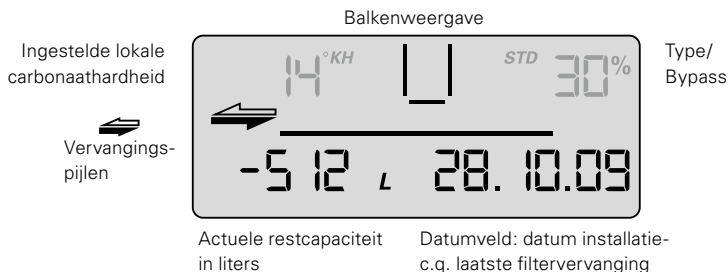 Balkenweergave
Ingestelde lokale
carbonaathardheid
14 °KH
STD 30%
Type/
Bypass
Vervangings-
pijlen
-512 L 28.10.09
Actuele restcapaciteit
in liters
Datumveld: datum installatie-
c.q. laatste filtervervanging